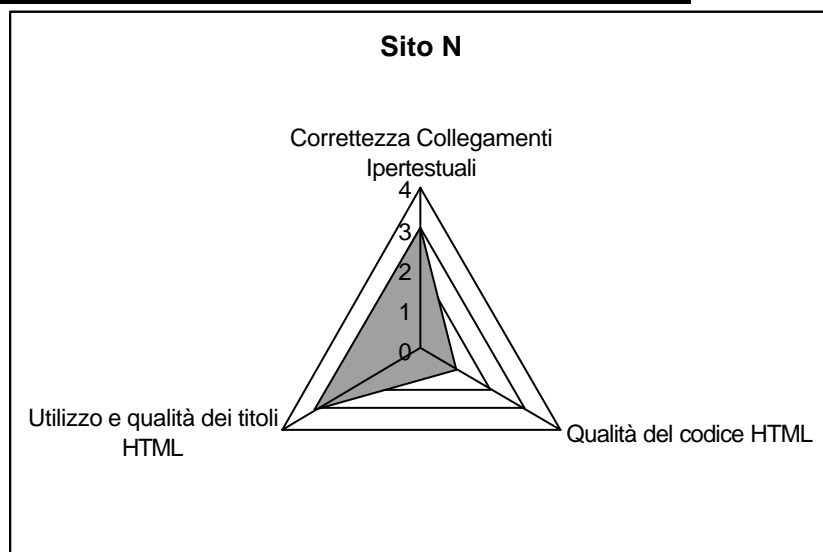 Sito N
Correttezza Collegamenti
Ipertestuali
4
3
2
1
0
Utilizzo e qualità dei titoli
HTML
Qualità del codice HTML